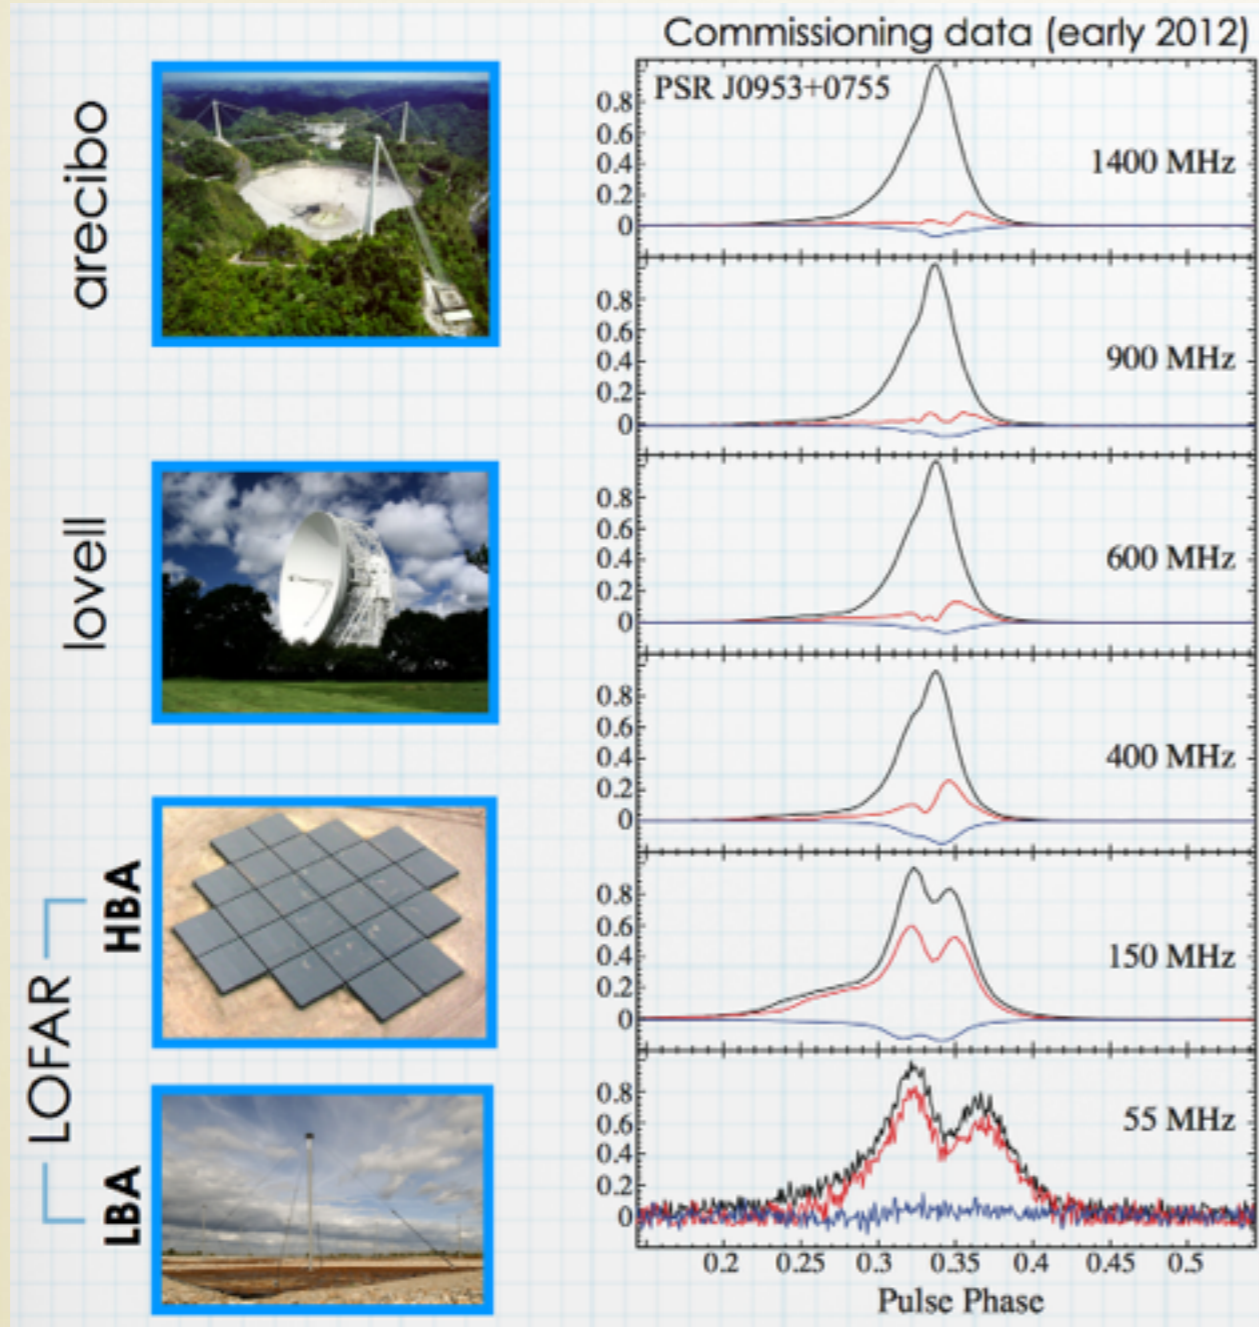 Commissioning data (early 2012)
arecibo
lovell
LOFAR
HBA
LBA
PSR J0953+0755
0.8
0.6
0.4
0.2
0
1400 MHz
0.8
0.6
0.4
0.2
0
900 MHz
0.8
0.6
0.4
0.2
0
600 MHz
0.8
0.6
0.4
0.2
0
400 MHz
0.8
0.6
0.4
0.2
0
150 MHz
0.8
0.6
0.4
0.2
0
55 MHz
0.2 0.25 0.3 0.35 0.4 0.45 0.5
Pulse Phase